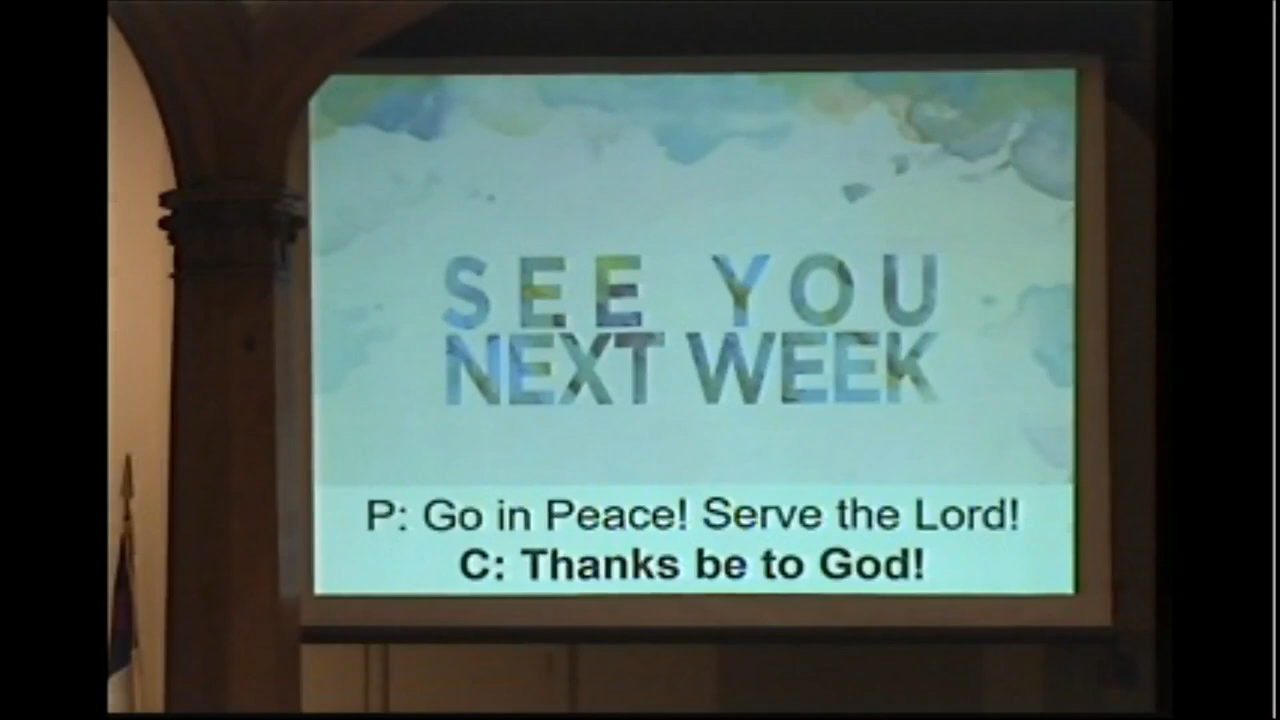 SEE YOU
NEXT WEEK
P: Go in Peace! Serve the Lord!
C: Thanks be to God!